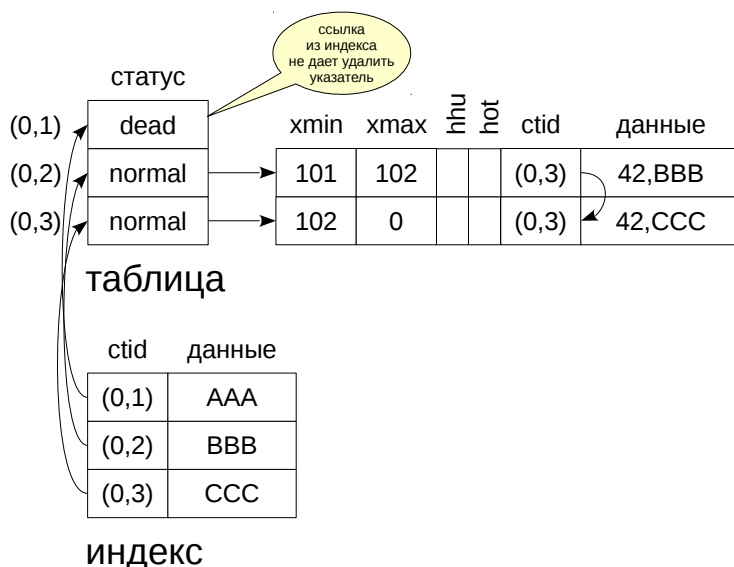 ссылка
из индекса
не дает удалить
указатель
статус
(0,1) dead xmin xmax hhu hot ctid данные
(0,2) normal 101 102 (0,3) 42,BBB
(0,3) normal 102 0 (0,3) 42,CCC
таблица
ctid данные
(0,1) AAA
(0,2) BBB
(0,3) CCC
индекс